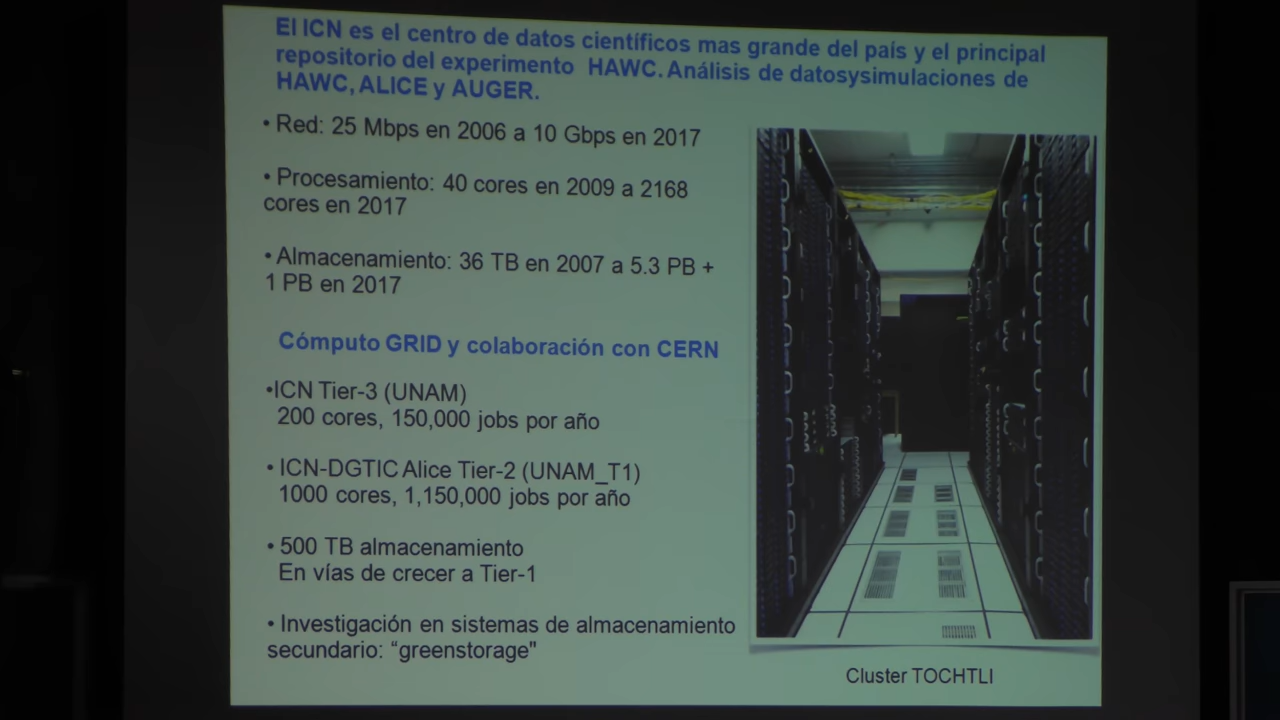 El ICN es el centro de datos científicos mas grande del país y el principal
repositorio del experimento HAWC. Análisis de datosysimulaciones de
HAWC, ALICE y AUGER.
• Red: 25 Mbps en 2006 a 10 Gbps en 2017
• Procesamiento: 40 cores en 2009 a 2168
cores en 2017
• Almacenamiento: 36 TB en 2007 a 5.3 PB +
1 PB en 2017
Cómputo GRID y colaboración con CERN
•ICN Tier-3 (UNAM)
200 cores, 150,000 jobs por año
• ICN-DGTIC Alice Tier-2 (UNAM_T1)
1000 cores, 1,150,000 jobs por año
• 500 TB almacenamiento
En vías de crecer a Tier-1
• Investigación en sistemas de almacenamiento
secundario: “greenstorage"
Cluster TOCHTLI